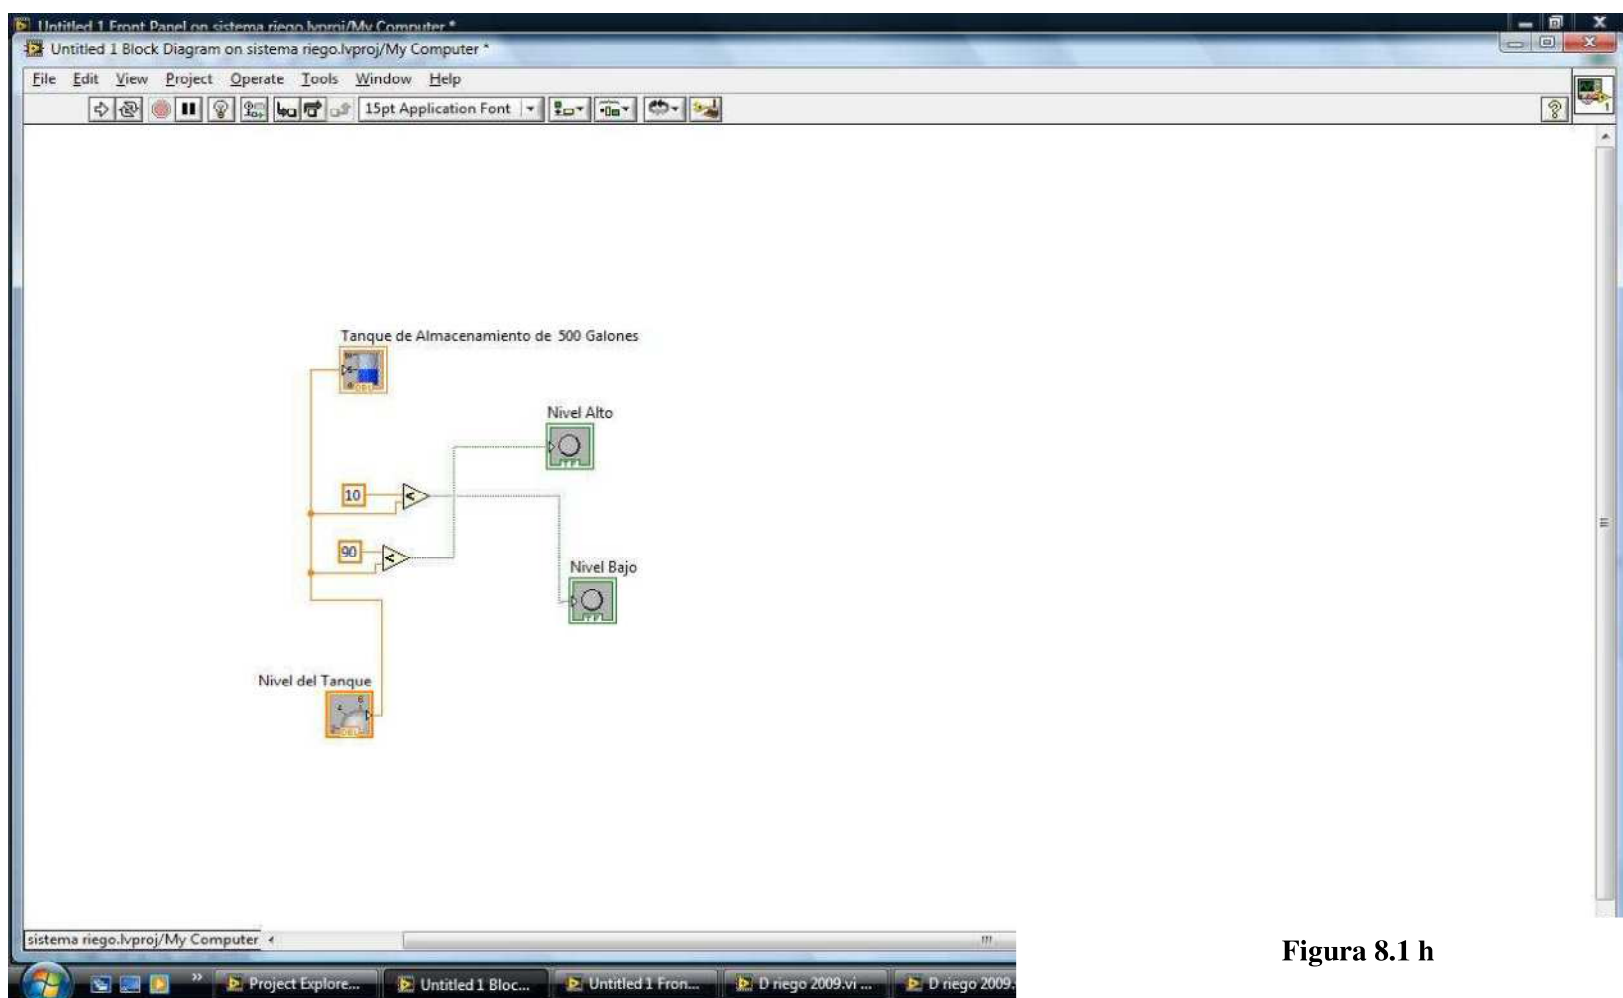 Untitled 1 Front Panel on sistema riego.lvproj/My Computer *
Untitled 1 Block Diagram on sistema riego.lvproj/My Computer *
File Edit View Project Operate Tools Window Help
15pt Application Font
Tanque de Almacenamiento de 500 Galones
Nivel Alto
10
90
Nivel Bajo
Nivel del Tanque
sistema riego.lvproj/My Computer
Figura 8.1 h
Project Explore... Untitled 1 Bloc... Untitled 1 Fron... D riego 2009.vi ... D riego 2009.